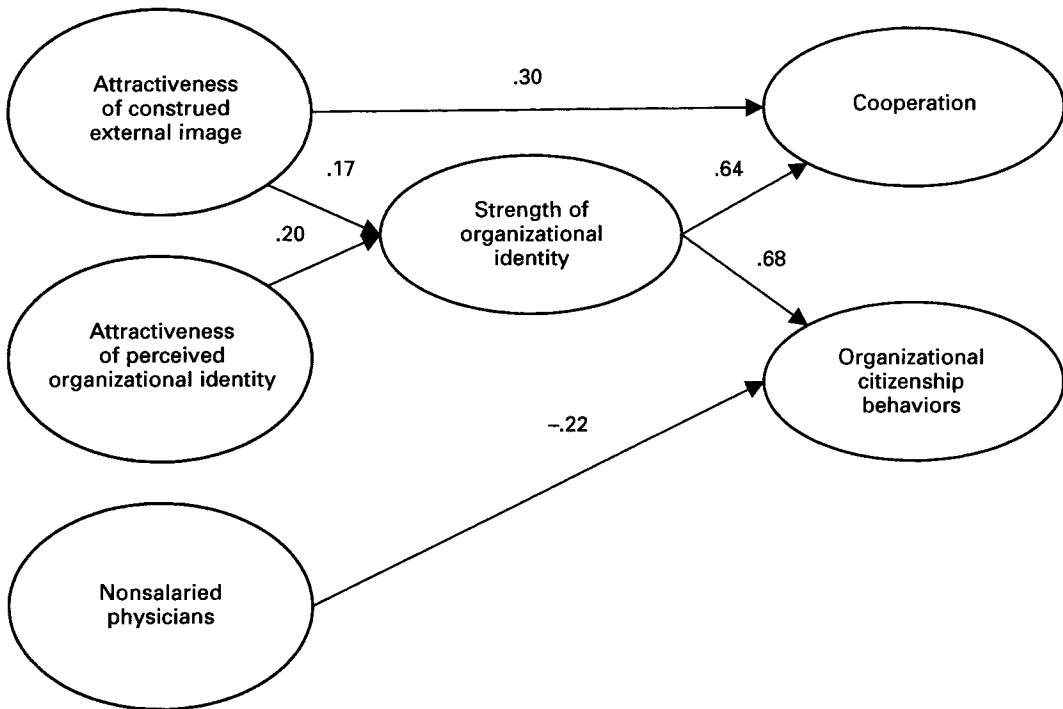 Attractiveness
of construed
external image
.30
Cooperation
.17
.64
Strength of
organizational
identity
.20
.68
Attractiveness
of perceived
organizational identity
Organizational
citizenship
behaviors
–.22
Nonsalaried
physicians